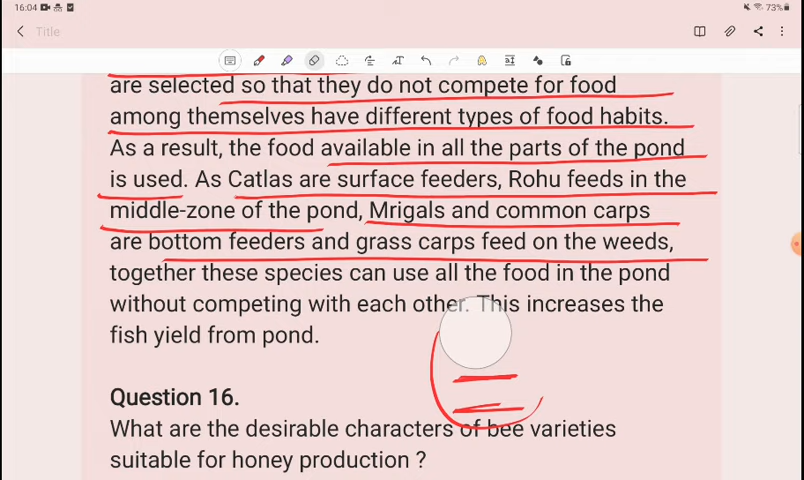 16:04
73%
Title
are selected so that they do not compete for food
among themselves have different types of food habits.
As a result, the food available in all the parts of the pond
is used. As Catlas are surface feeders, Rohu feeds in the
middle-zone of the pond, Mrigals and common carps
are bottom feeders and grass carps feed on the weeds,
together these species can use all the food in the pond
without competing with each other. This increases the
fish yield from pond.
Question 16.
What are the desirable characters of bee varieties
suitable for honey production ?